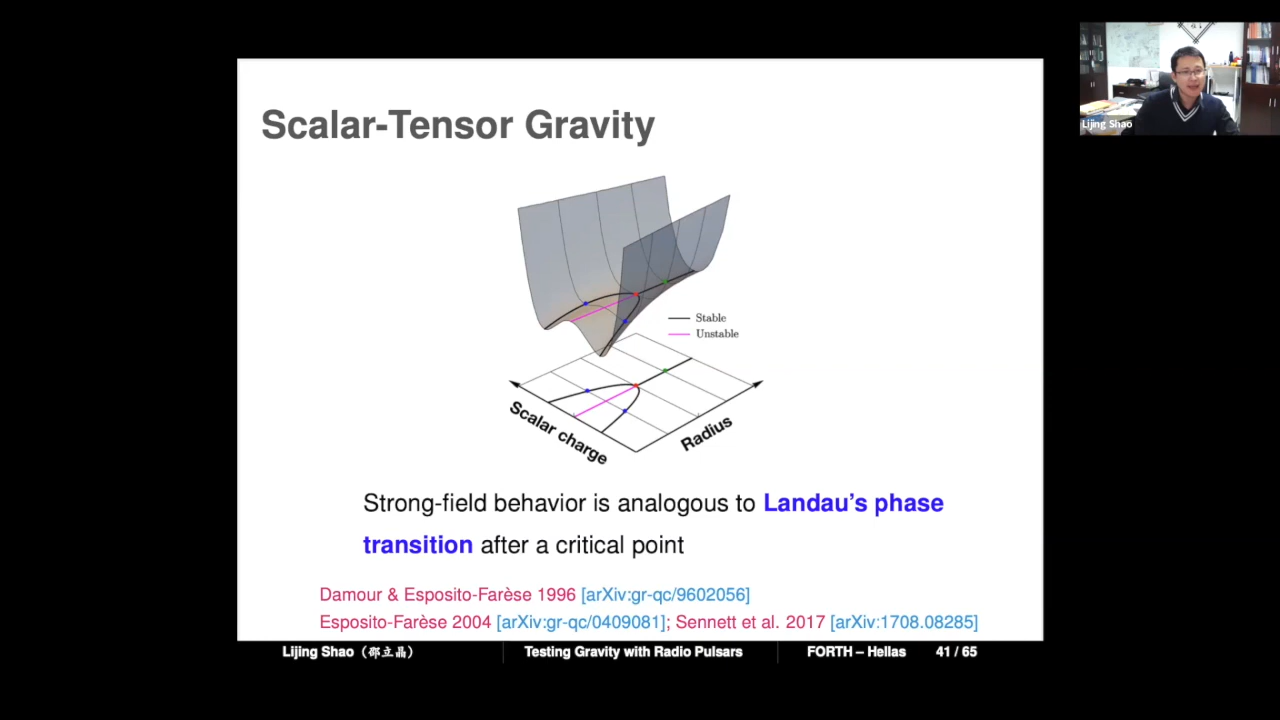 Lijing Shao
Scalar-Tensor Gravity
Stable
Unstable
Scalar charge
Radius
Strong-field behavior is analogous to Landau's phase
transition after a critical point
Damour & Esposito-Farèse 1996 [arXiv:gr-qc/9602056]
Esposito-Farèse 2004 [arXiv:gr-qc/0409081]; Sennett et al. 2017 [arXiv:1708.08285]
Lijing Shao (邵立晶) Testing Gravity with Radio Pulsars FORTH – Hellas 41 / 65